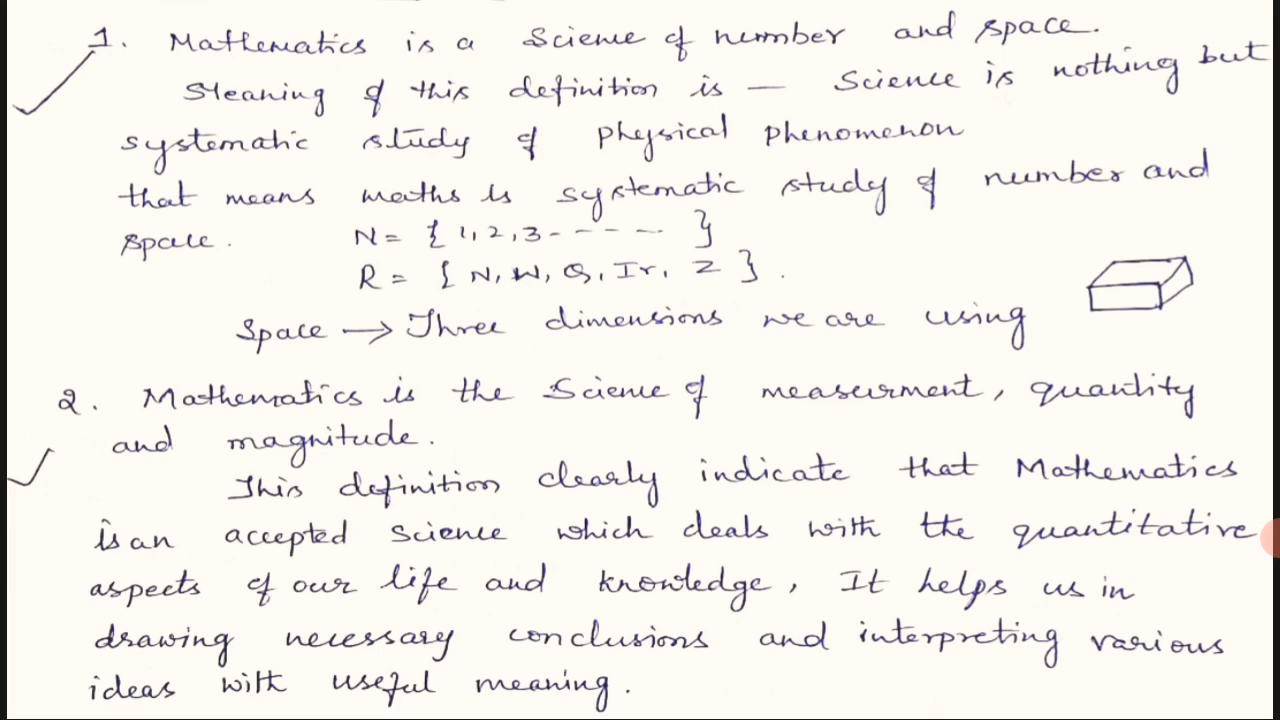 1. Mathematics is a Science of number and space.
Meaning of this definition is — Science is nothing but
systematic study of physical phenomenon
that means maths is systematic study of number and
space. N = { 1, 2, 3 - - - - - }
R = { N, W, Q, Ir, Z } .
Space → Three dimensions we are using
2. Mathematics is the Science of measurment, quantity
and magnitude.
This definition clearly indicate that Mathematics
is an accepted science which deals with the quantitative
aspects of our life and knowledge, It helps us in
drawing necessary conclusions and interpreting various
ideas with useful meaning.